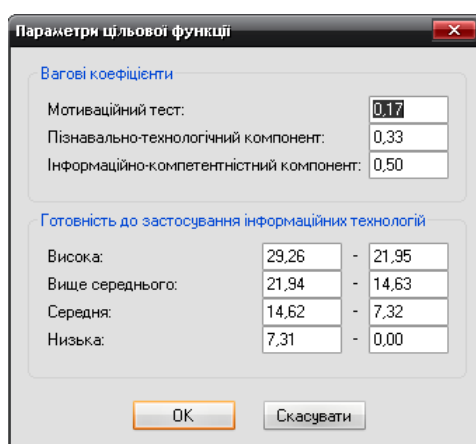 Параметри цільової функції
Вагові коефіцієнти
Мотиваційний тест: 0,17
Пізнавально-технологічний компонент: 0,33
Інформаційно-компетентністний компонент: 0,50
Готовність до застосування інформаційних технологій
Висока: 29,26 - 21,95
Вище середнього: 21,94 - 14,63
Середня: 14,62 - 7,32
Низька: 7,31 - 0,00
OK Скасувати